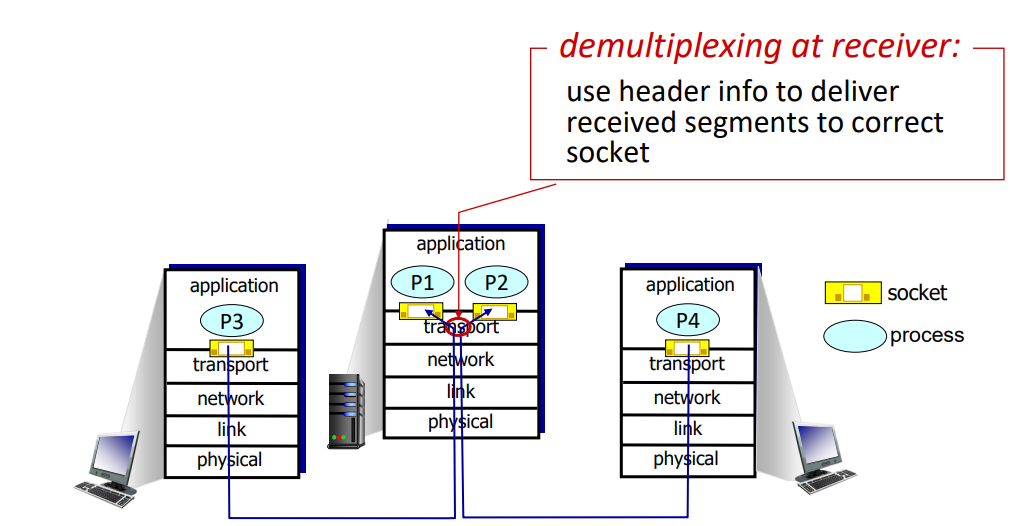 demultiplexing at receiver:
use header info to deliver
received segments to correct
socket
application
P3
transport
network
link
physical
application
P1
P2
transport
network
link
physical
application
P4
transport
network
link
physical
socket
process